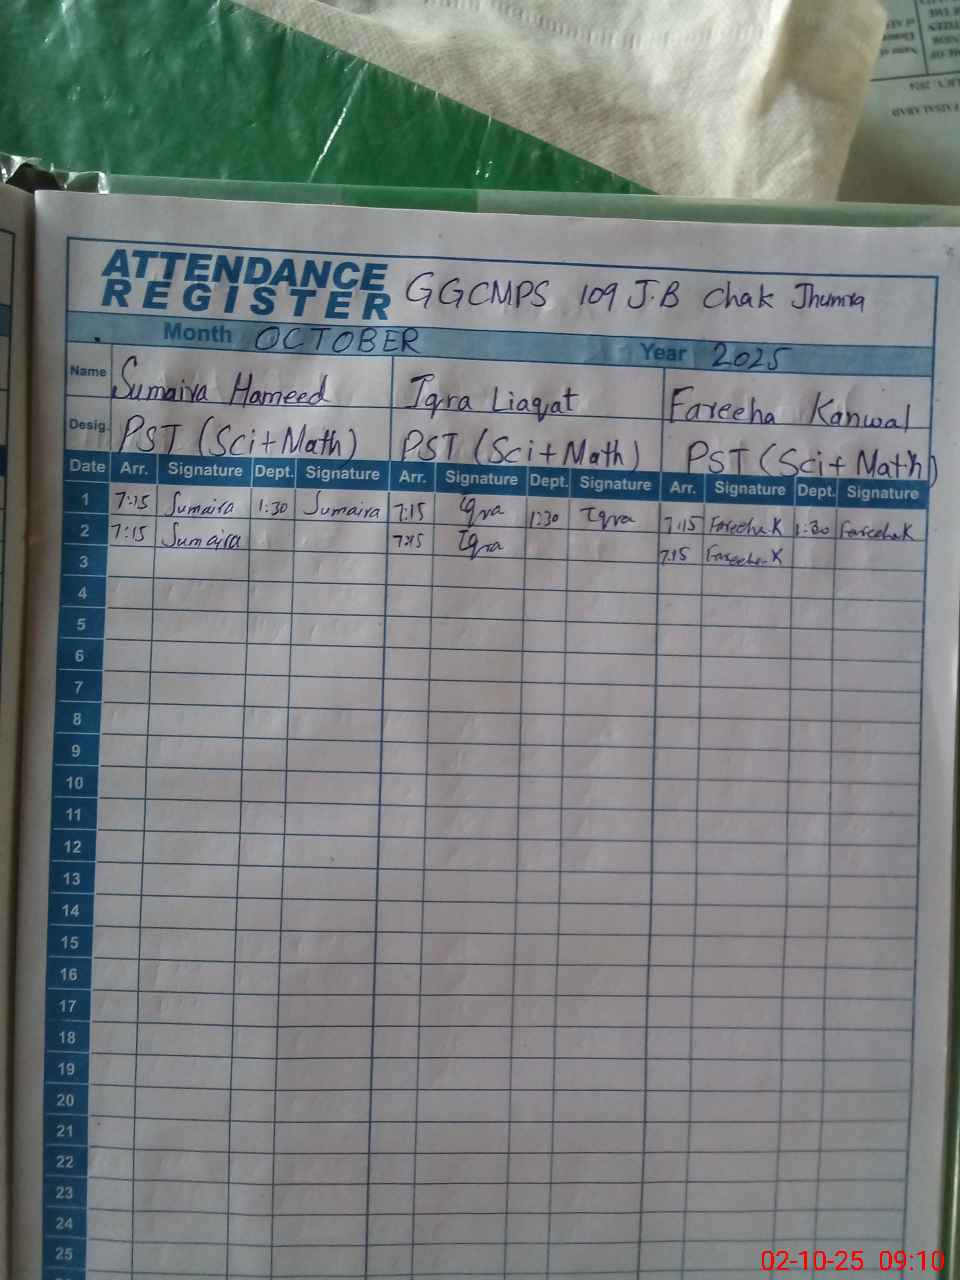 ATTENDANCE
REGISTER
GGCMPS 109 J.B Chak Jhumra
Month OCTOBER Year 2025
Name Sumaira Hameed Iqra Liaqat Fareeha Kanwal
Desig. PST (Sci+Math) PST (Sci+Math) PST (Sci+Math)
Date Arr. Signature Dept. Signature Arr. Signature Dept. Signature Arr. Signature Dept. Signature
1 7:15 Sumaira 1:30 Sumaira 7:15 Iqra 1:30 Iqra 7:15 Fareeha.K 1:30 Fareeha.K
2 7:15 Sumaira 7:15 Iqra 7:15 Fareeha.K
3
4
5
6
7
8
9
10
11
12
13
14
15
16
17
18
19
20
21
22
23
24
25
02-10-25 09:10